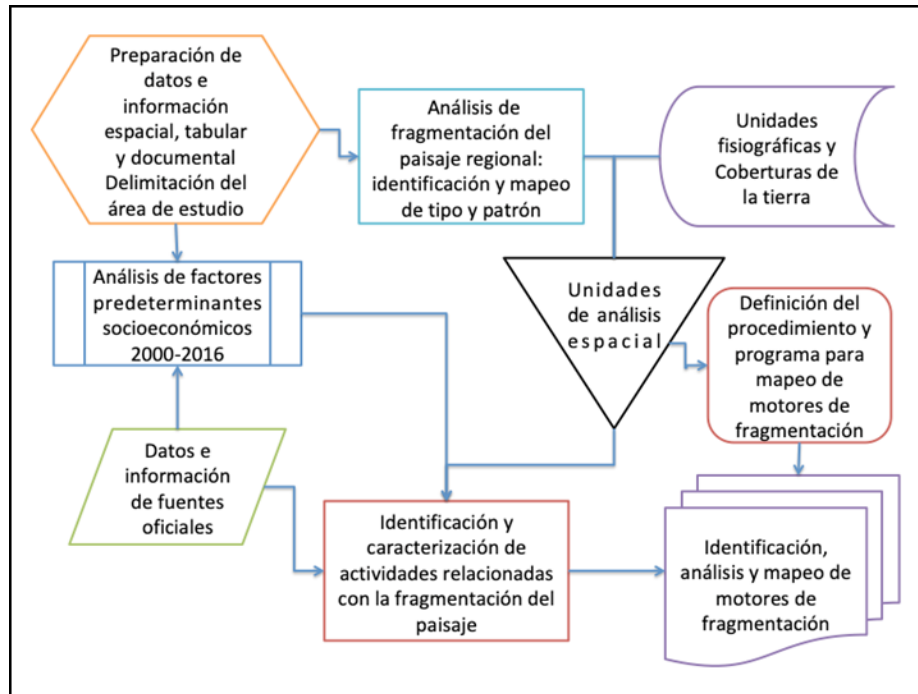 Preparación de
datos e
información
espacial, tabular
y documental
Delimitación del
área de estudio
Análisis de
fragmentación del
paisaje regional:
identificación y mapeo
de tipo y patrón
Unidades
fisiográficas y
Coberturas de
la tierra
Análisis de factores
predeterminantes
socioeconómicos
2000-2016
Unidades
de análisis
espacial
Definición del
procedimiento y
programa para
mapeo de
motores de
fragmentación
Datos e
información
de fuentes
oficiales
Identificación y
caracterización de
actividades relacionadas
con la fragmentación del
paisaje
Identificación,
análisis y mapeo de
motores de
fragmentación